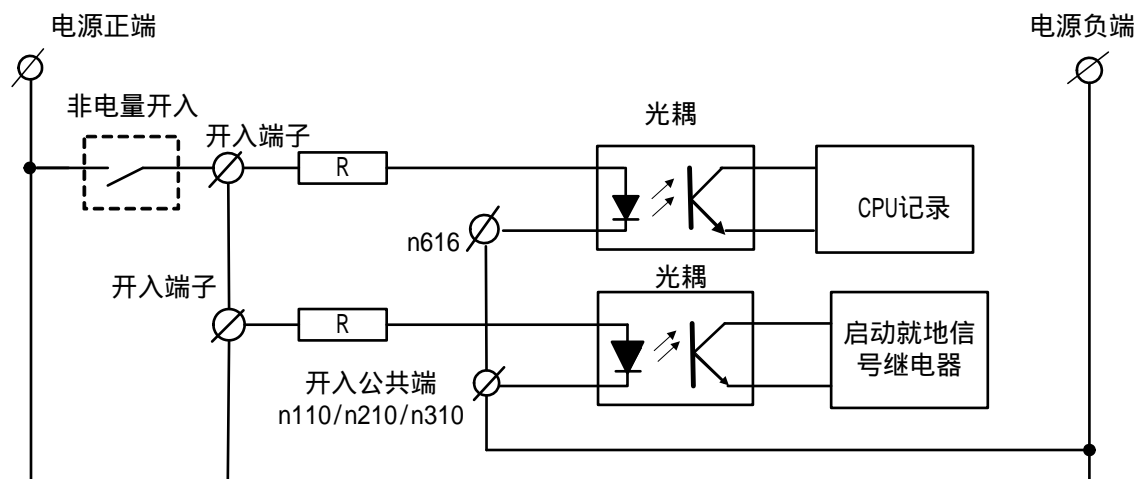 电源正端
电源负端
非电量开入
开入端子
光耦
R
CPU记录
n616
开入端子
光耦
R
启动就地信
号继电器
开入公共端
n110/n210/n310